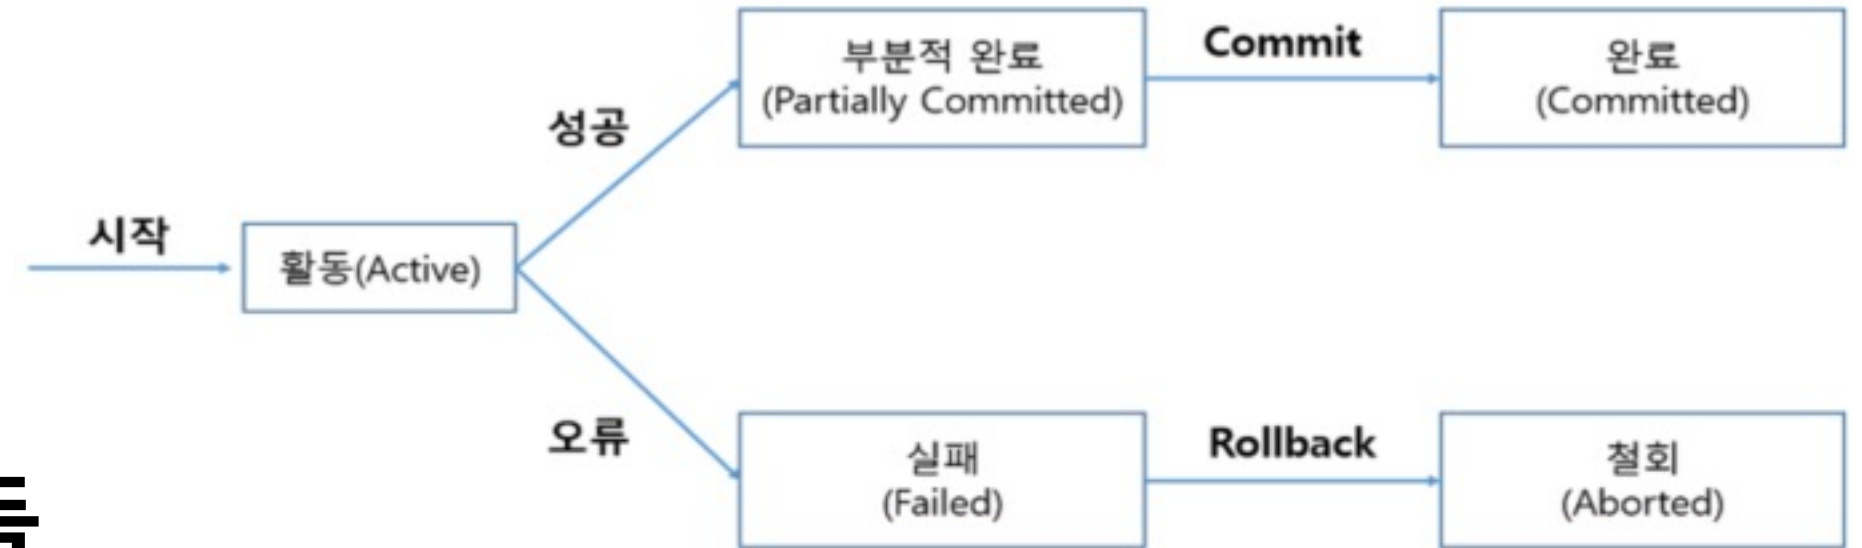 시작
활동(Active)
성공
부분적 완료
(Partially Committed)
Commit
완료
(Committed)
오류
실패
(Failed)
Rollback
철회
(Aborted)